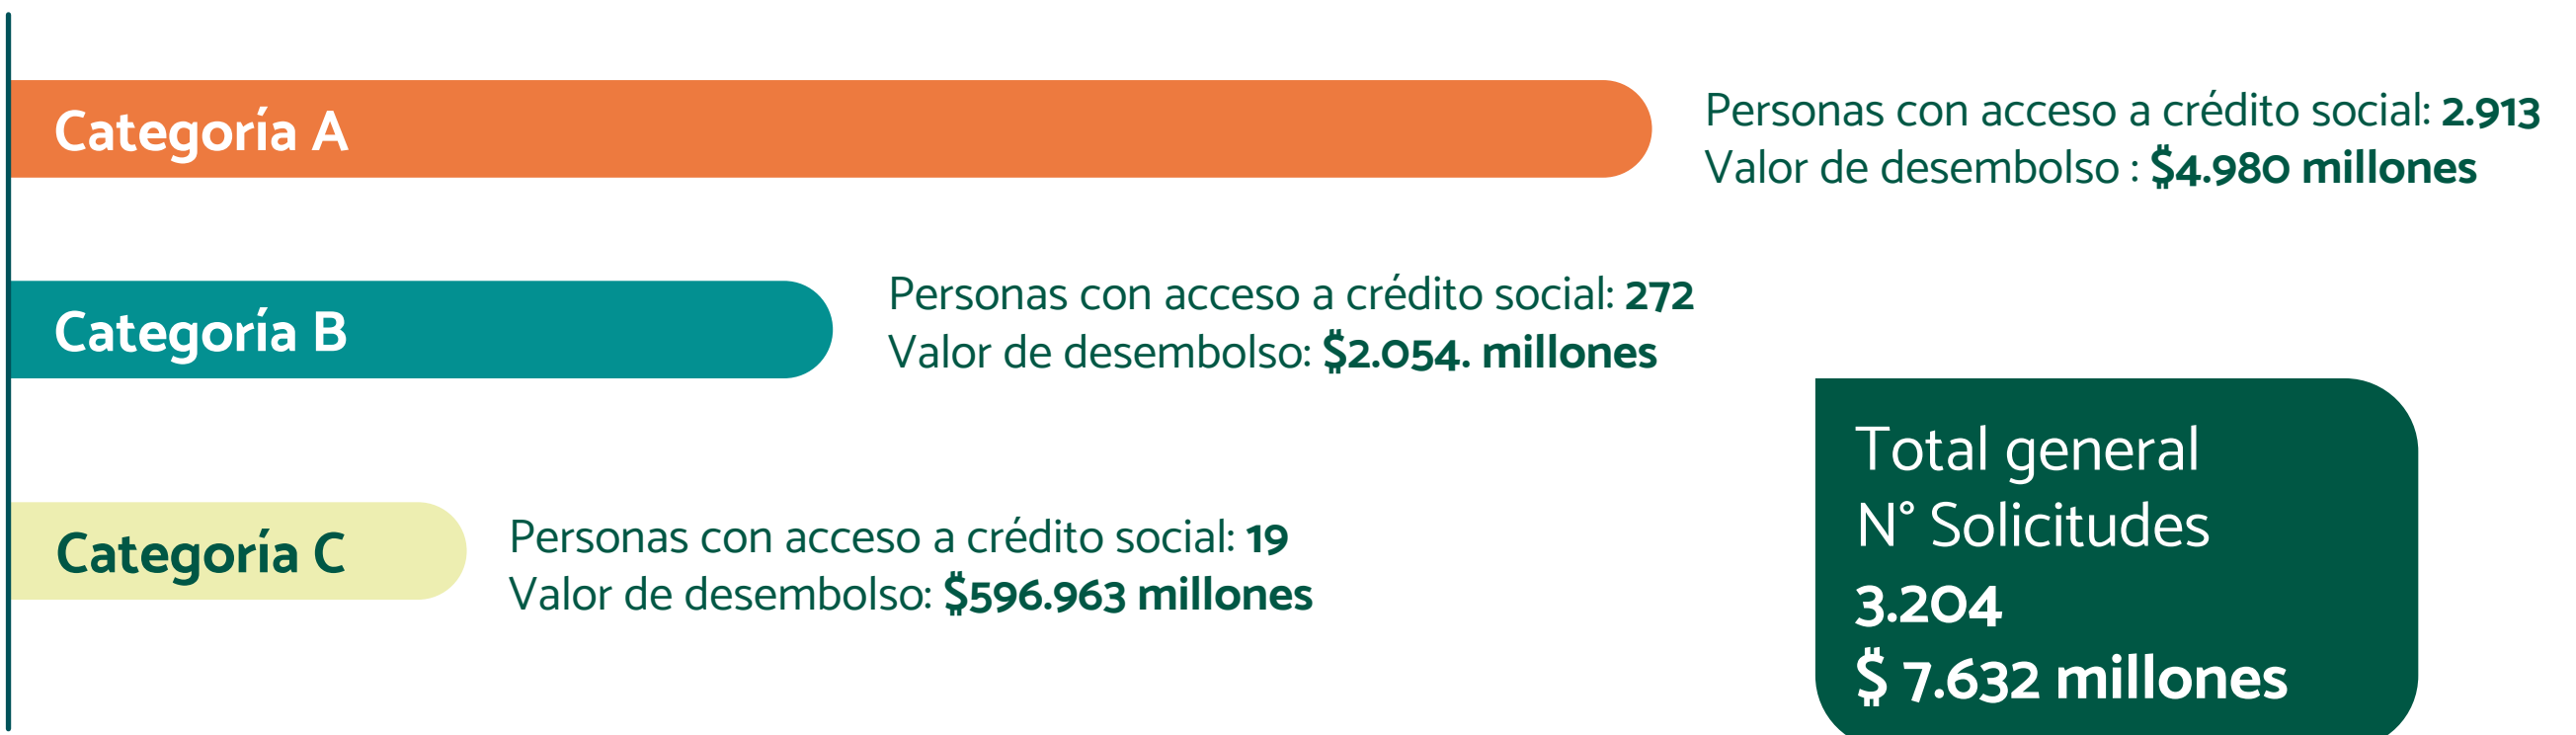 Categoría A
Personas con acceso a crédito social: 2.913
Valor de desembolso : $4.980 millones
Categoría B
Personas con acceso a crédito social: 272
Valor de desembolso: $2.054. millones
Categoría C
Personas con acceso a crédito social: 19
Valor de desembolso: $596.963 millones
Total general
N° Solicitudes
3.204
$ 7.632 millones